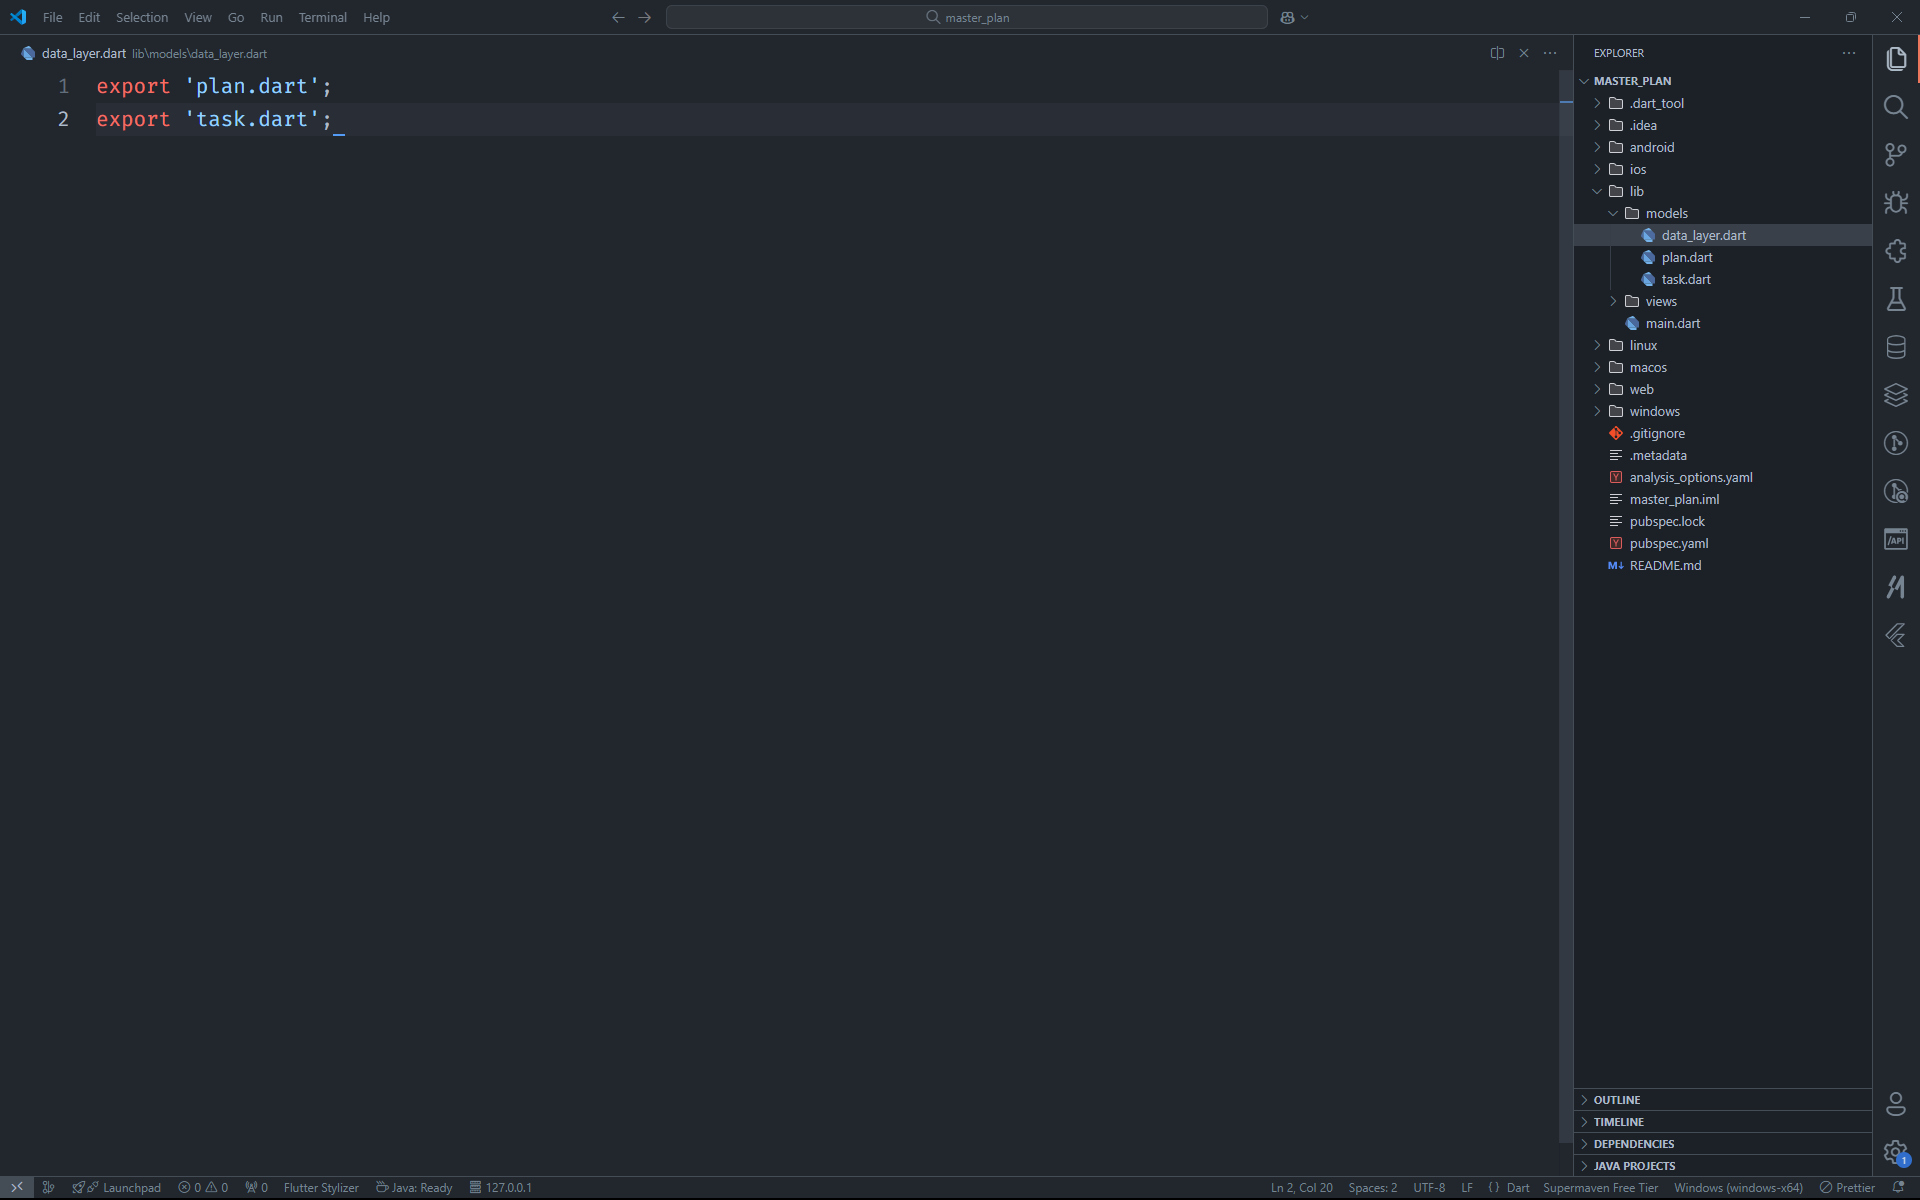 File Edit Selection View Go Run Terminal Help
master_plan
data_layer.dart lib\models\data_layer.dart
1 export 'plan.dart';
2 export 'task.dart';
EXPLORER
MASTER_PLAN
.dart_tool
.idea
android
ios
lib
models
data_layer.dart
plan.dart
task.dart
views
main.dart
linux
macos
web
windows
.gitignore
.metadata
analysis_options.yaml
master_plan.iml
pubspec.lock
pubspec.yaml
README.md
OUTLINE
TIMELINE
DEPENDENCIES
JAVA PROJECTS
/API
1
Launchpad 0 0 0 Flutter Stylizer Java: Ready 127.0.0.1 Ln 2, Col 20 Spaces: 2 UTF-8 LF { } Dart Supermaven Free Tier Windows (windows-x64) Prettier